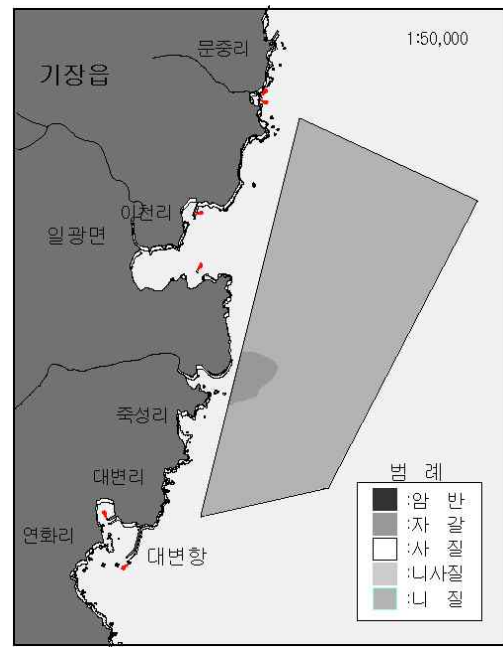 문중리
1:50,000
기장읍
이천리
일광면
죽성리
대변리
연화리
대변항
범 례
:암 반
:자 갈
:사 질
:니사질
:니 질